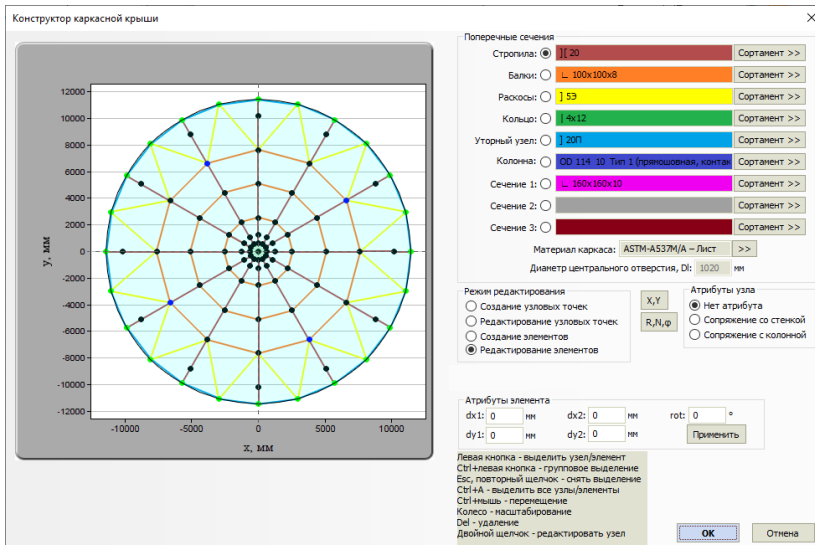 Конструктор каркасной крыши
Поперечные сечения
Стропила: ][ 20 Сортамент >>
Балки: ∟ 100x100x8 Сортамент >>
Раскосы: ] 5Э Сортамент >>
Кольцо: | 4x12 Сортамент >>
Уторный узел: ] 20П Сортамент >>
Колонна: OD 114 10 Тип 1 (прямошовная, контак Сортамент >>
Сечение 1: ∟ 160x160x10 Сортамент >>
Сечение 2: Сортамент >>
Сечение 3: Сортамент >>
Материал каркаса: ASTM-A537M/A – Лист >>
Диаметр центрального отверстия, Dl: 1020 мм
Режим редактирования
Создание узловых точек
Редактирование узловых точек
Создание элементов
Редактирование элементов
X,Y
R,N,φ
Атрибуты узла
Нет атрибута
Сопряжение со стенкой
Сопряжение с колонной
Атрибуты элемента
dx1: 0 мм dx2: 0 мм rot: 0 °
dy1: 0 мм dy2: 0 мм Применить
Левая кнопка - выделить узел/элемент
Ctrl+левая кнопка - групповое выделение
Esc, повторный щелчок - снять выделение
Ctrl+A - выделить все узлы/элементы
Ctrl+мышь - перемещение
Колесо - масштабирование
Del - удаление
Двойной щелчок - редактировать узел
OK Отмена
12000
10000
8000
6000
4000
2000
0
-2000
-4000
-6000
-8000
-10000
-12000
y, мм
-10000 -5000 0 5000 10000
x, мм